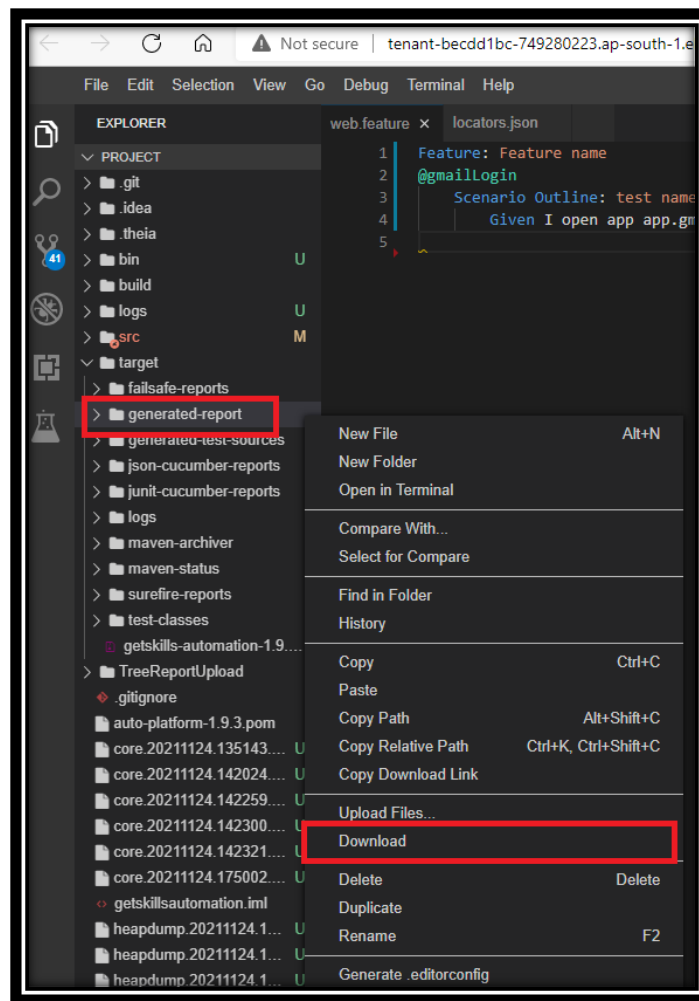 Not secure | tenant-becdd1bc-749280223.ap-south-1.e
File Edit Selection View Go Debug Terminal Help
EXPLORER
web.feature × locators.json
PROJECT
1 Feature: Feature name
2 @gmailLogin
3 Scenario Outline: test name
4 Given I open app app.gm
5
.git
.idea
.theia
41
bin U
build
logs U
src M
target
failsafe-reports
generated-report
generated-test-sources
json-cucumber-reports
junit-cucumber-reports
logs
maven-archiver
maven-status
surefire-reports
test-classes
getskills-automation-1.9....
TreeReportUpload
.gitignore
auto-platform-1.9.3.pom
core.20211124.135143.... U
core.20211124.142024.... U
core.20211124.142259.... U
core.20211124.142300.... U
core.20211124.142321.... U
core.20211124.175002.... U
getskillsautomation.iml
heapdump.20211124.1... U
heapdump.20211124.1... U
heapdump.20211124.1... U
New File Alt+N
New Folder
Open in Terminal
Compare With...
Select for Compare
Find in Folder
History
Copy Ctrl+C
Paste
Copy Path Alt+Shift+C
Copy Relative Path Ctrl+K, Ctrl+Shift+C
Copy Download Link
Upload Files...
Download
Delete Delete
Duplicate
Rename F2
Generate .editorconfig